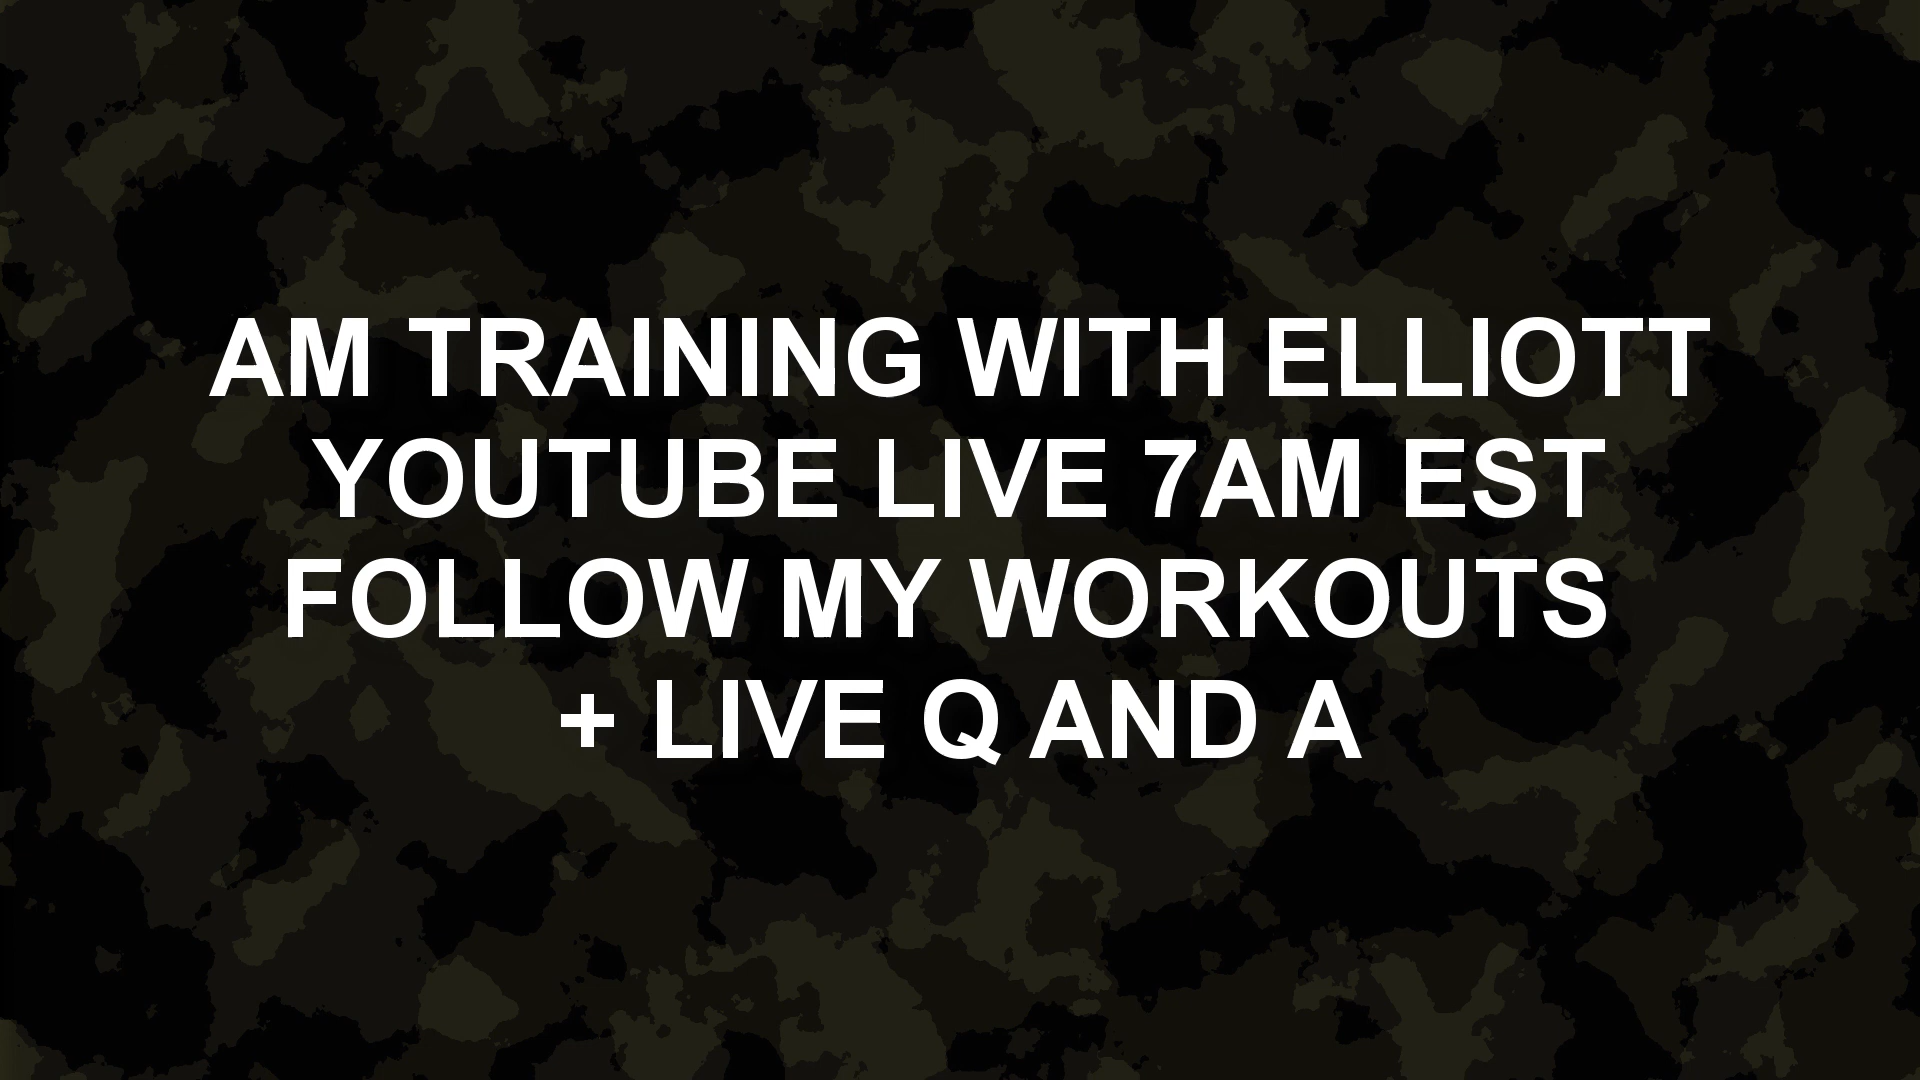 AM TRAINING WITH ELLIOTT
YOUTUBE LIVE 7AM EST
FOLLOW MY WORKOUTS
+ LIVE Q AND A